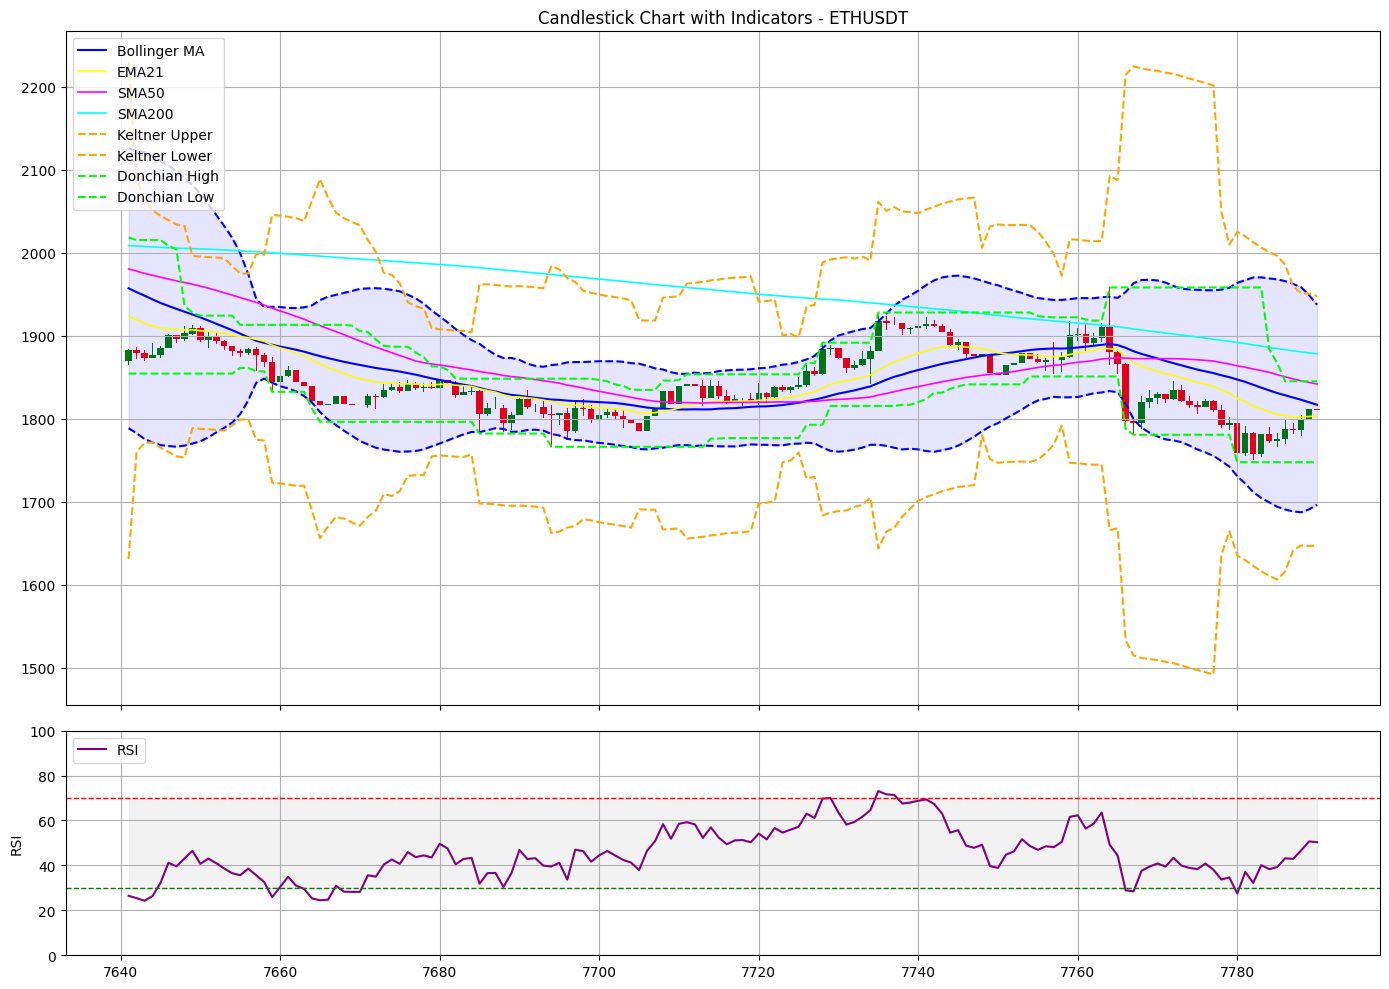 Candlestick Chart with Indicators - ETHUSDT
Bollinger MA
EMA21
SMA50
SMA200
Keltner Upper
Keltner Lower
Donchian High
Donchian Low
2200
2100
2000
1900
1800
1700
1600
1500
RSI
100
80
60
40
20
0
RSI
7640 7660 7680 7700 7720 7740 7760 7780